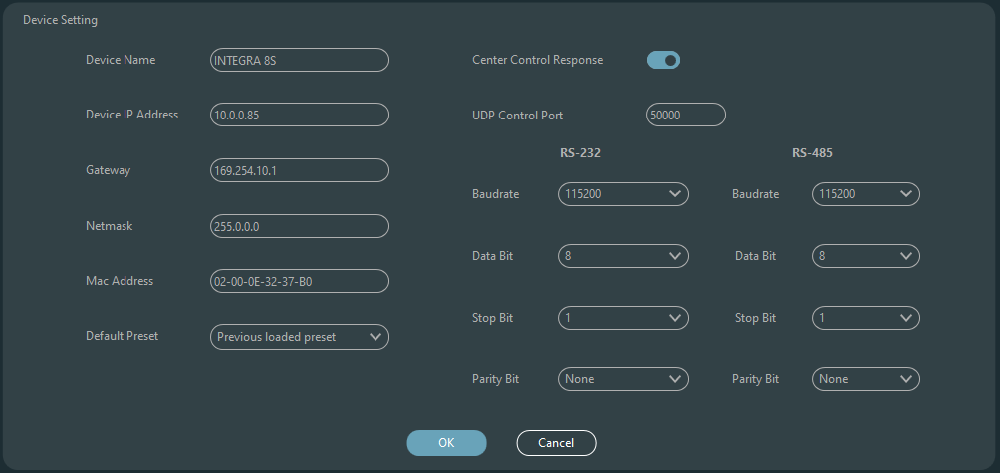 Device Setting
Device Name INTEGRA 8S
Device IP Address 10.0.0.85
Gateway 169.254.10.1
Netmask 255.0.0.0
Mac Address 02-00-0E-32-37-B0
Default Preset Previous loaded preset
Center Control Response
UDP Control Port 50000
RS-232 RS-485
Baudrate 115200 Baudrate 115200
Data Bit 8 Data Bit 8
Stop Bit 1 Stop Bit 1
Parity Bit None Parity Bit None
OK Cancel